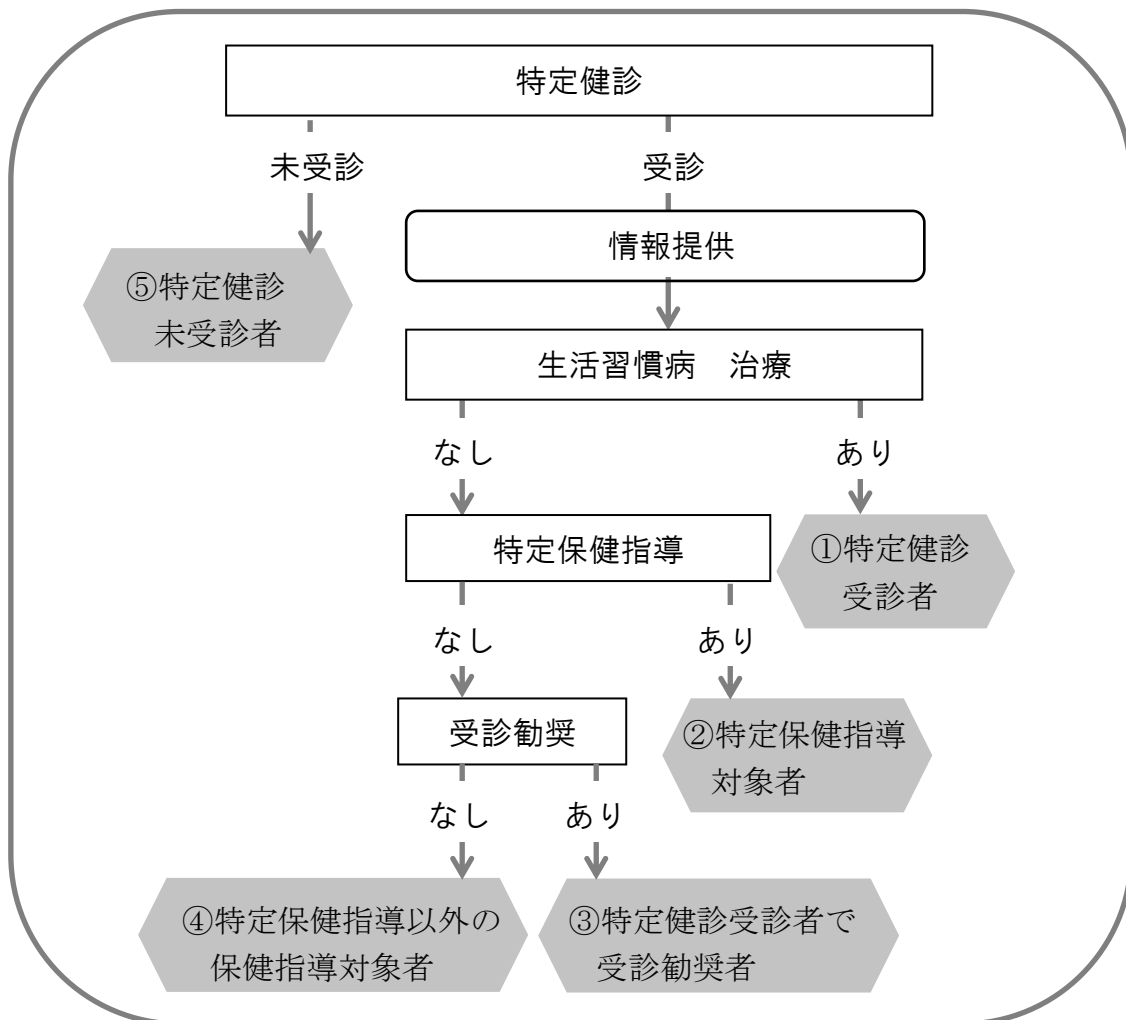 特定健診
未受診
受診
情報提供
⑤特定健診
未受診者
生活習慣病　治療
なし
あり
特定保健指導
①特定健診
受診者
なし
あり
受診勧奨
②特定保健指導
対象者
なし
あり
④特定保健指導以外の
保健指導対象者
③特定健診受診者で
受診勧奨者